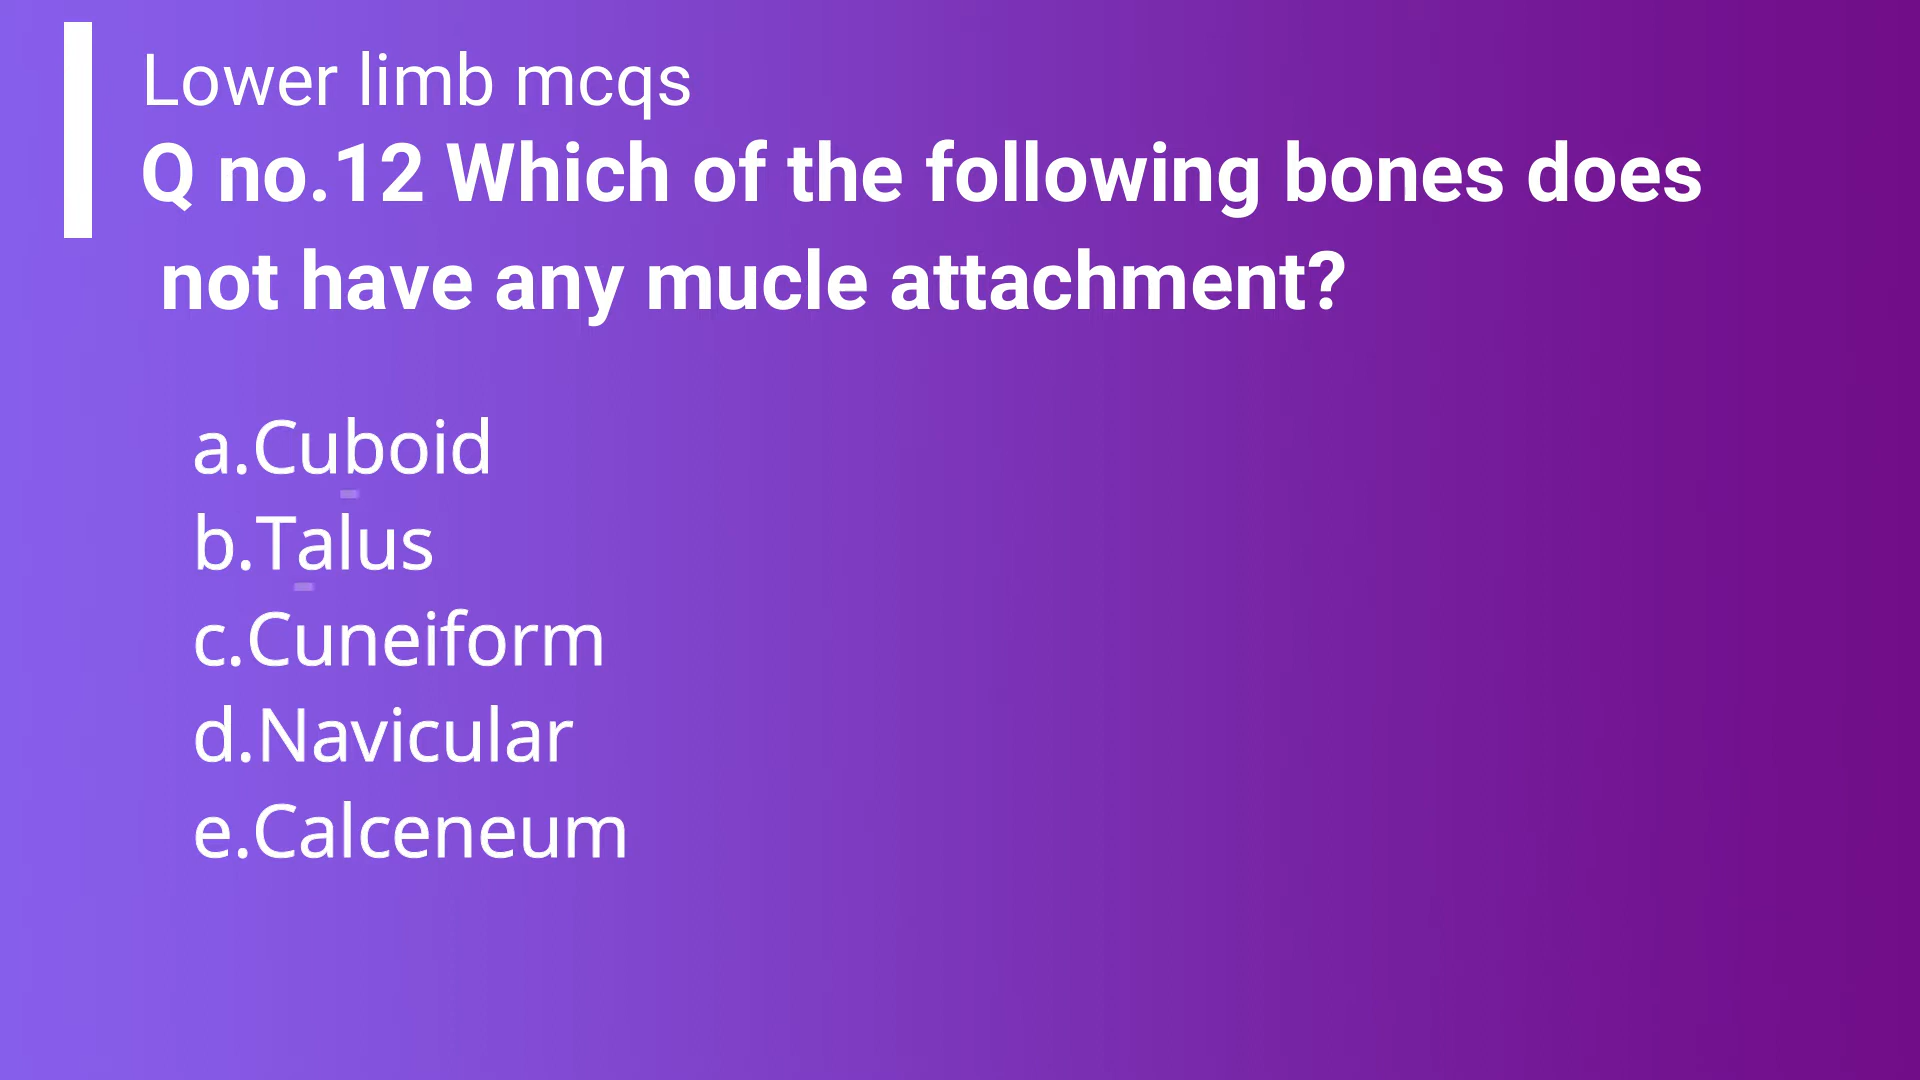 Lower limb mcqs
Q no.12 Which of the following bones does
not have any mucle attachment?
a.Cuboid
b.Talus
c.Cuneiform
d.Navicular
e.Calceneum